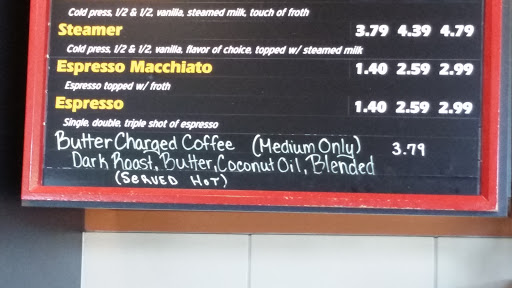 Cold press, 1/2 & 1/2, vanilla, steamed milk, touch of froth
Steamer 3.79 4.39 4.79
Cold press, 1/2 & 1/2, vanilla, flavor of choice, topped w/ steamed milk
Espresso Macchiato 1.40 2.59 2.99
Espresso topped w/ froth
Espresso 1.40 2.59 2.99
Single, double, triple shot of espresso
Butter Charged Coffee (Medium Only) 3.79
Dark Roast, Butter, Coconut Oil, Blended
(SERVED HOT)